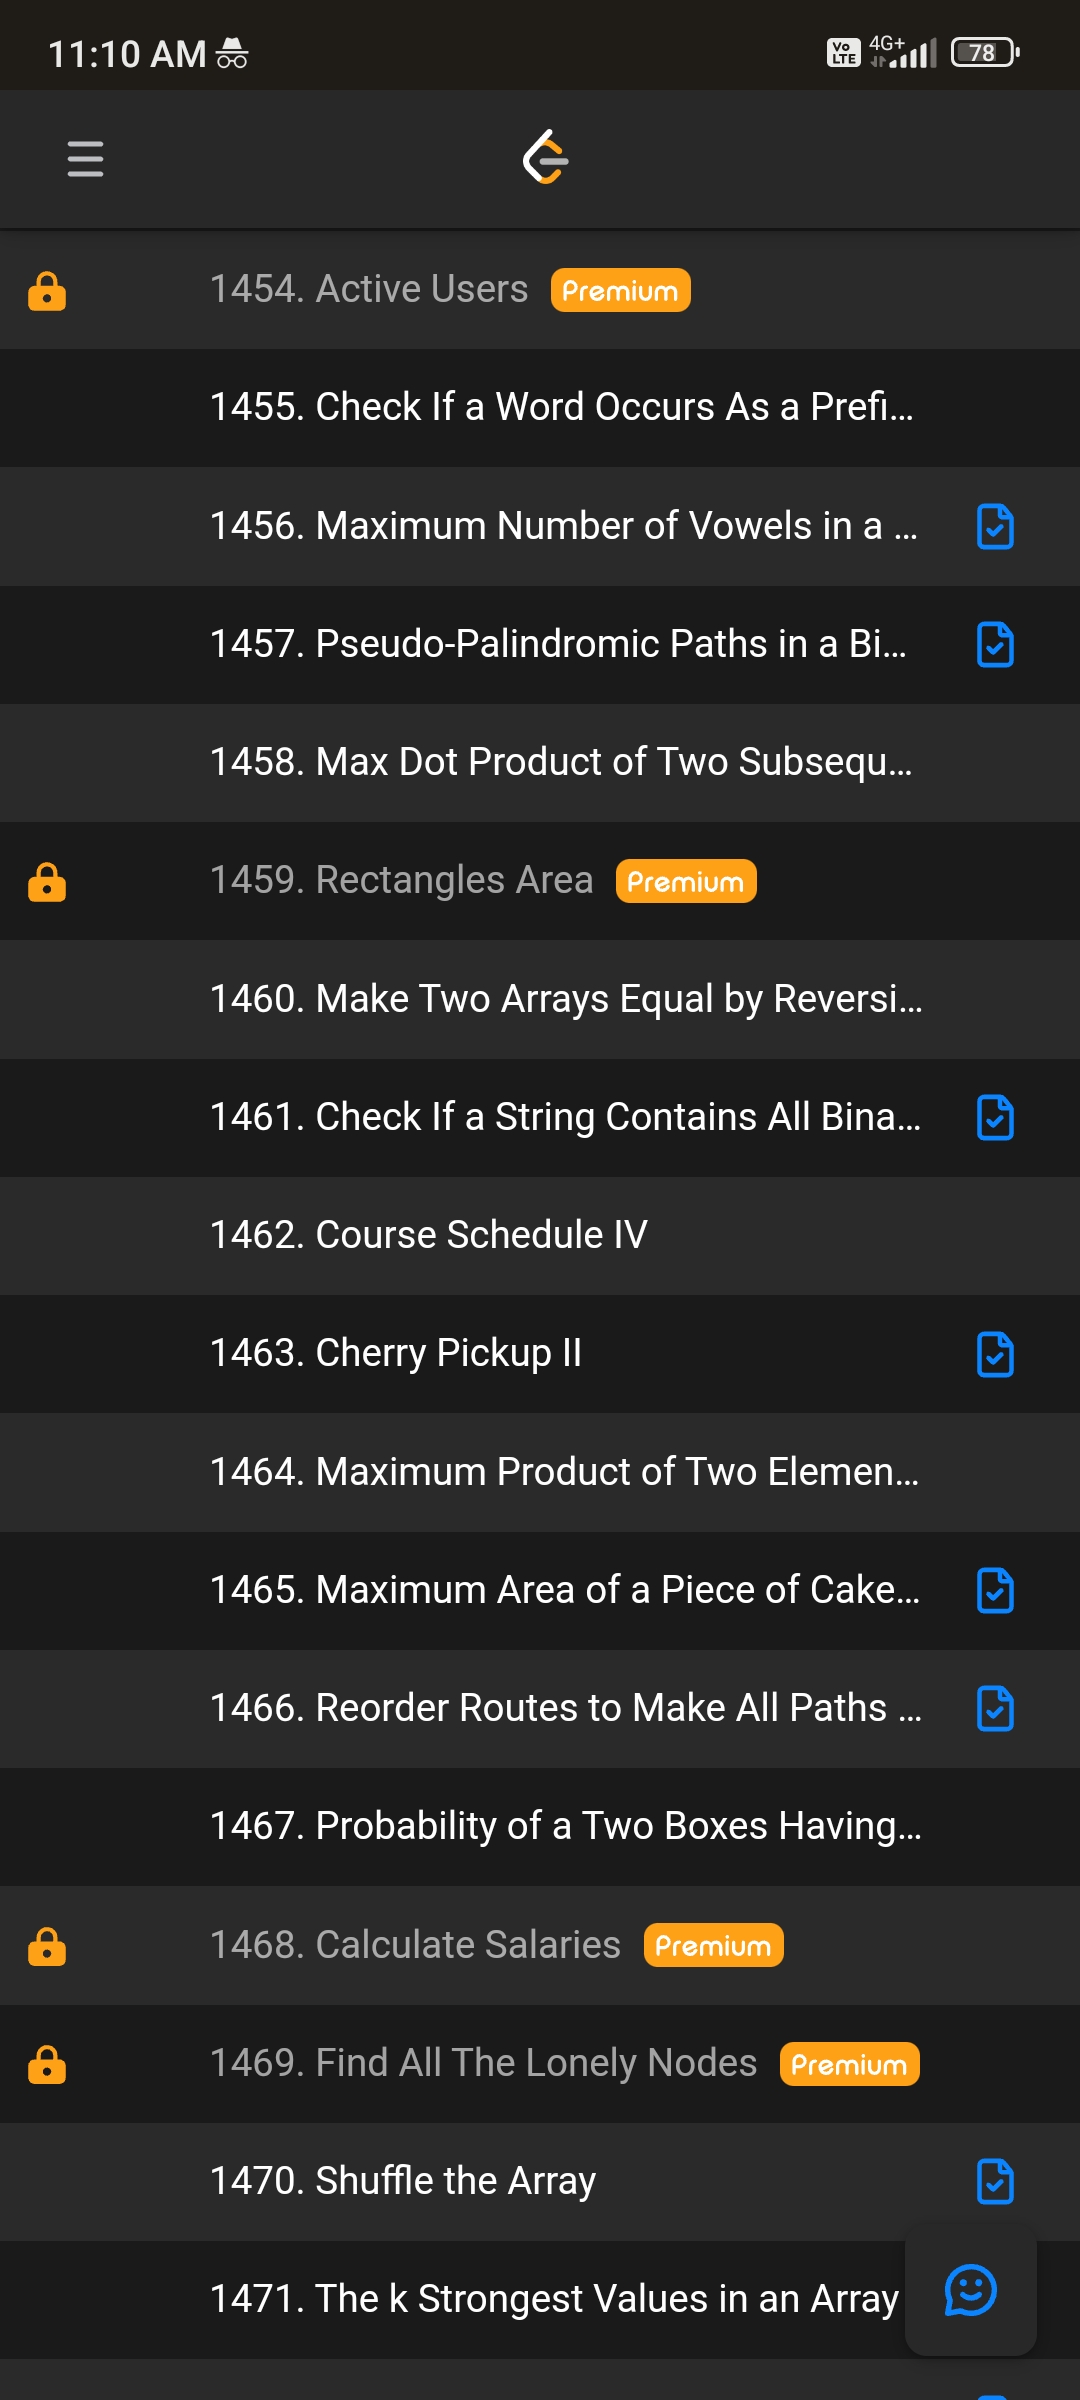 11:10 AM
Vo LTE 4G+ 78
1454. Active Users Premium
1455. Check If a Word Occurs As a Prefi...
1456. Maximum Number of Vowels in a ...
1457. Pseudo-Palindromic Paths in a Bi...
1458. Max Dot Product of Two Subsequ...
1459. Rectangles Area Premium
1460. Make Two Arrays Equal by Reversi...
1461. Check If a String Contains All Bina...
1462. Course Schedule IV
1463. Cherry Pickup II
1464. Maximum Product of Two Elemen...
1465. Maximum Area of a Piece of Cake...
1466. Reorder Routes to Make All Paths ...
1467. Probability of a Two Boxes Having...
1468. Calculate Salaries Premium
1469. Find All The Lonely Nodes Premium
1470. Shuffle the Array
1471. The k Strongest Values in an Array